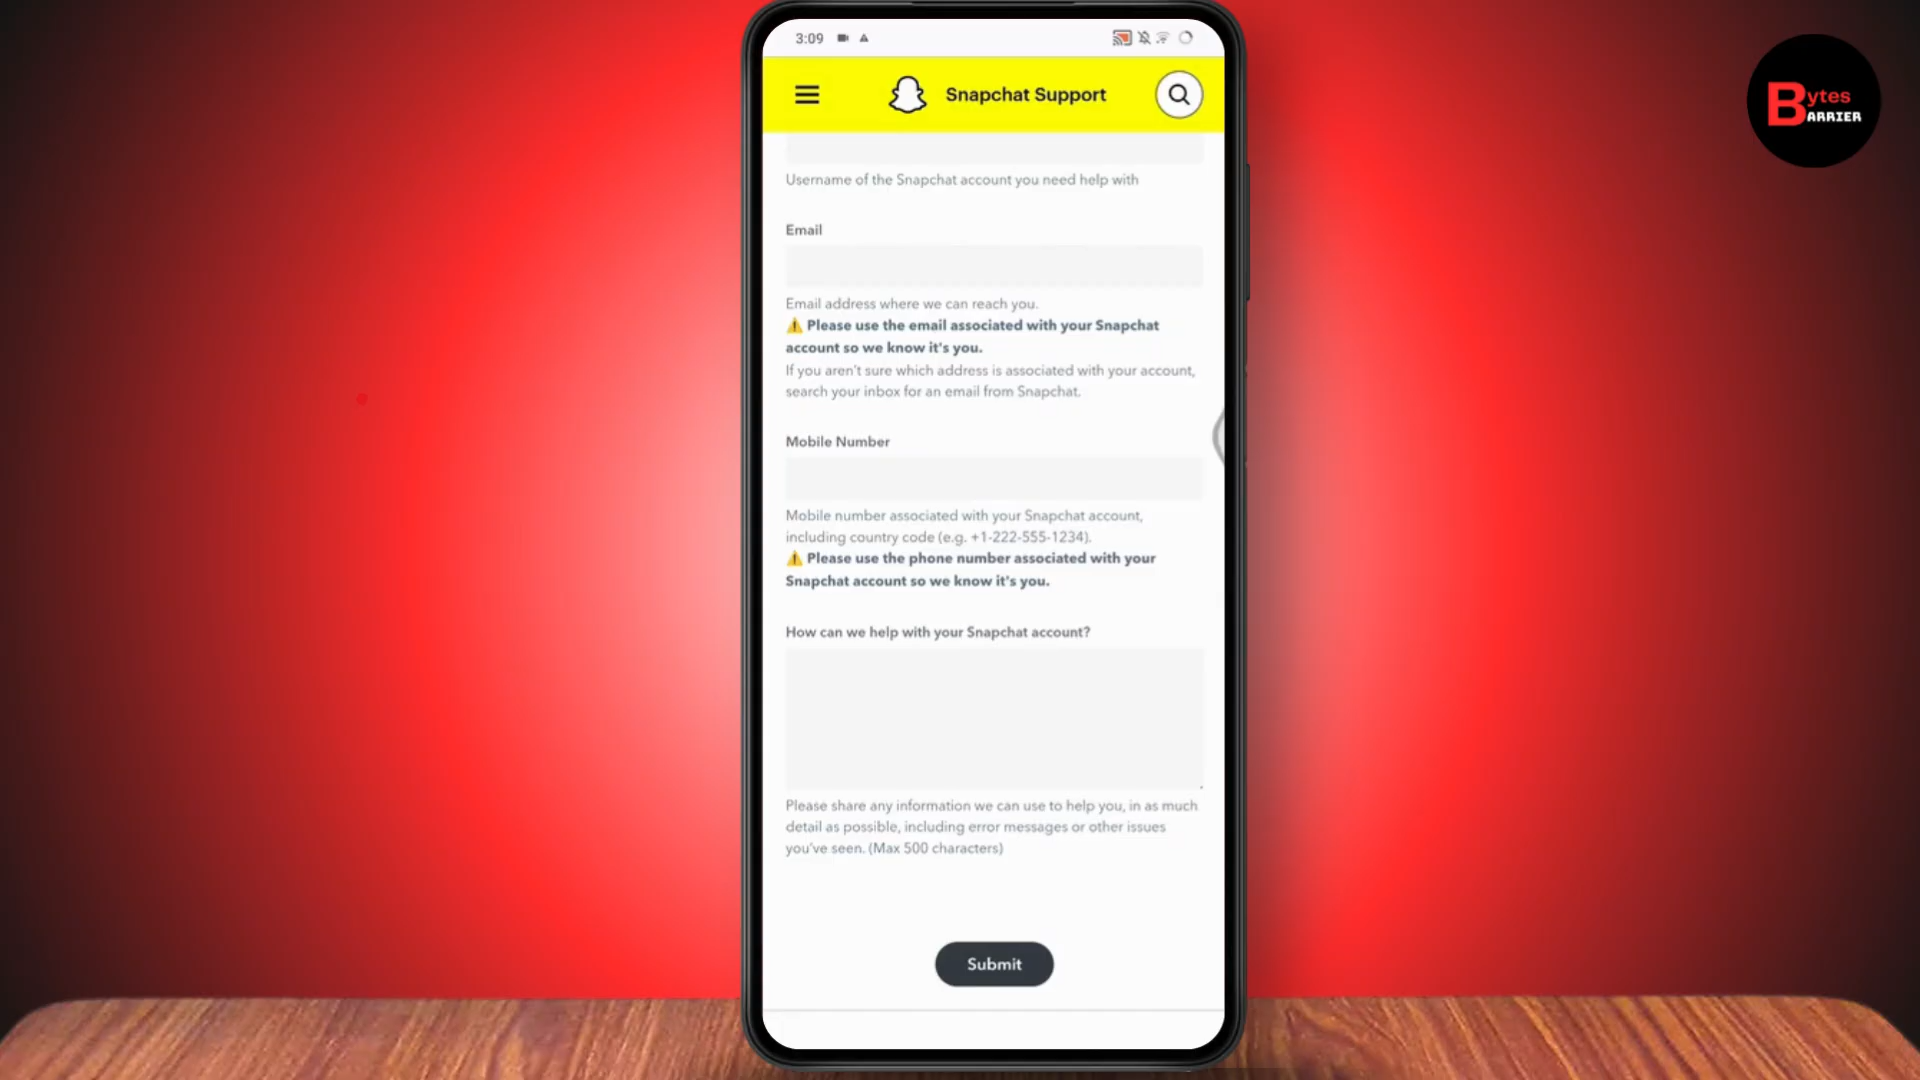 3:09
Snapchat Support
Bytes
BARRIER
Username of the Snapchat account you need help with
Email
Email address where we can reach you.
⚠️ Please use the email associated with your Snapchat
account so we know it's you.
If you aren't sure which address is associated with your account,
search your inbox for an email from Snapchat.
Mobile Number
Mobile number associated with your Snapchat account,
including country code (e.g. +1-222-555-1234).
⚠️ Please use the phone number associated with your
Snapchat account so we know it's you.
How can we help with your Snapchat account?
Please share any information we can use to help you, in as much
detail as possible, including error messages or other issues
you've seen. (Max 500 characters)
Submit